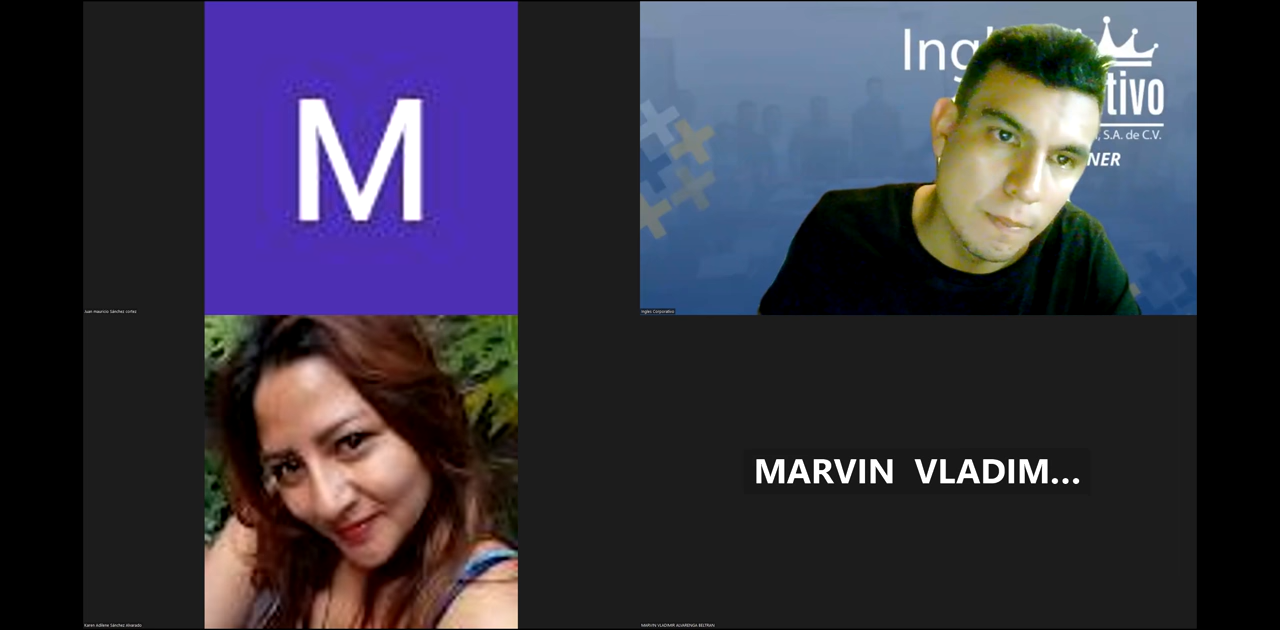 M
Ingl
tivo
, S.A. de C.V.
NER
Juan mauricio Sánchez cortez
Ingles Corporativo
MARVIN VLADIM...
Karen Adilene Sánchez Alvarado
MARVIN VLADIMIR ALVARENGA BELTRAN